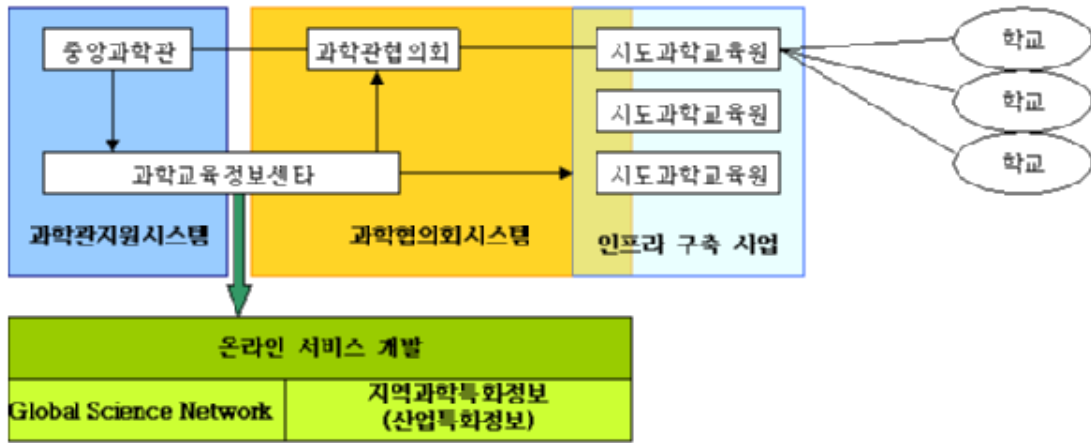 중앙과학관
과학관협의회
시도과학교육원
학교
시도과학교육원
학교
과학교육정보센타
시도과학교육원
학교
과학관지원시스템
과학협의회시스템
인프라 구축 사업
온라인 서비스 개발
Global Science Network
지역과학특화정보
(산업특화정보)